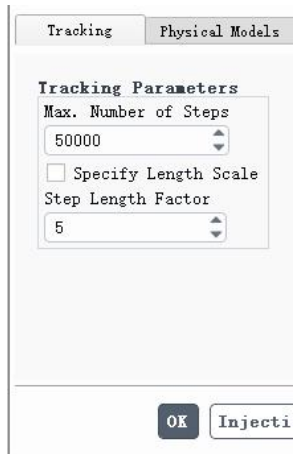 Tracking Physical Models
Tracking Parameters
Max. Number of Steps
50000
Specify Length Scale
Step Length Factor
5
OK Injecti